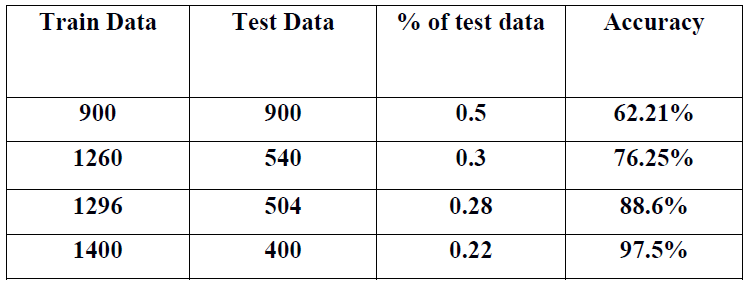 Train Data Test Data % of test data Accuracy
900 900 0.5 62.21%
1260 540 0.3 76.25%
1296 504 0.28 88.6%
1400 400 0.22 97.5%